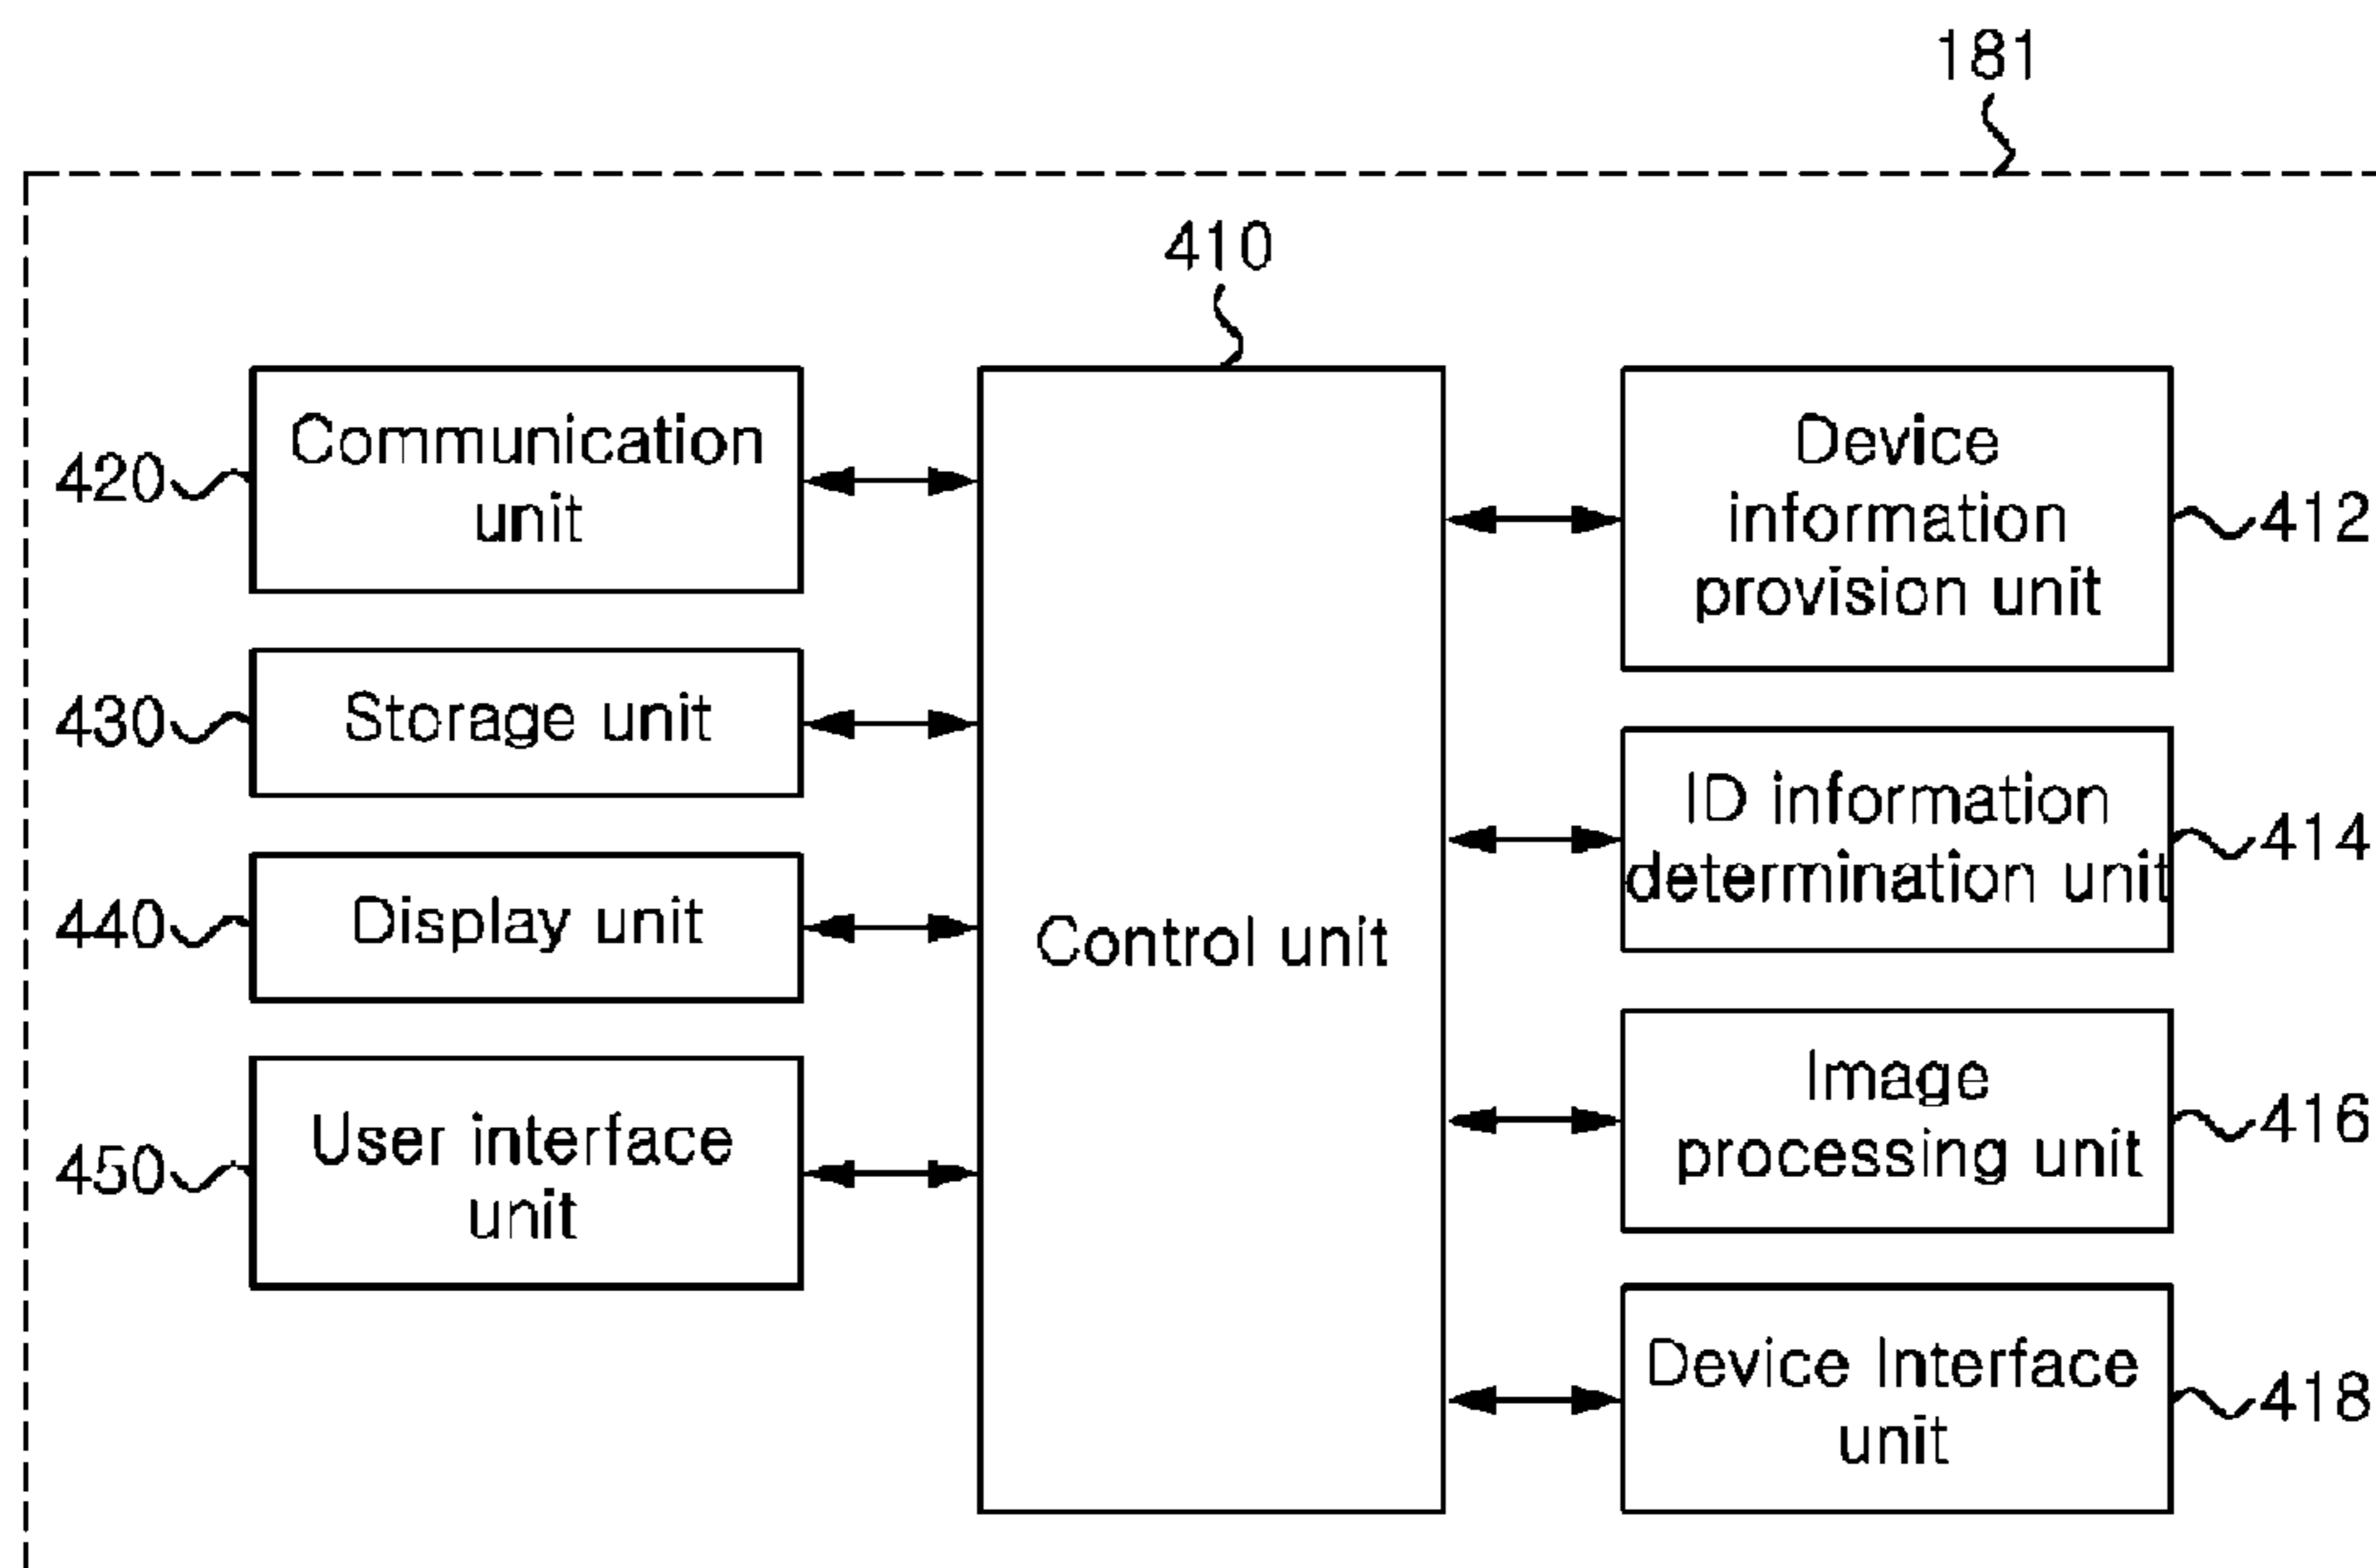 181
410
420
Communication
unit
430
Storage unit
440
Display unit
450
User interface
unit
Control unit
Device
information
provision unit
412
ID information
determination unit
414
Image
processing unit
416
Device Interface
unit
418